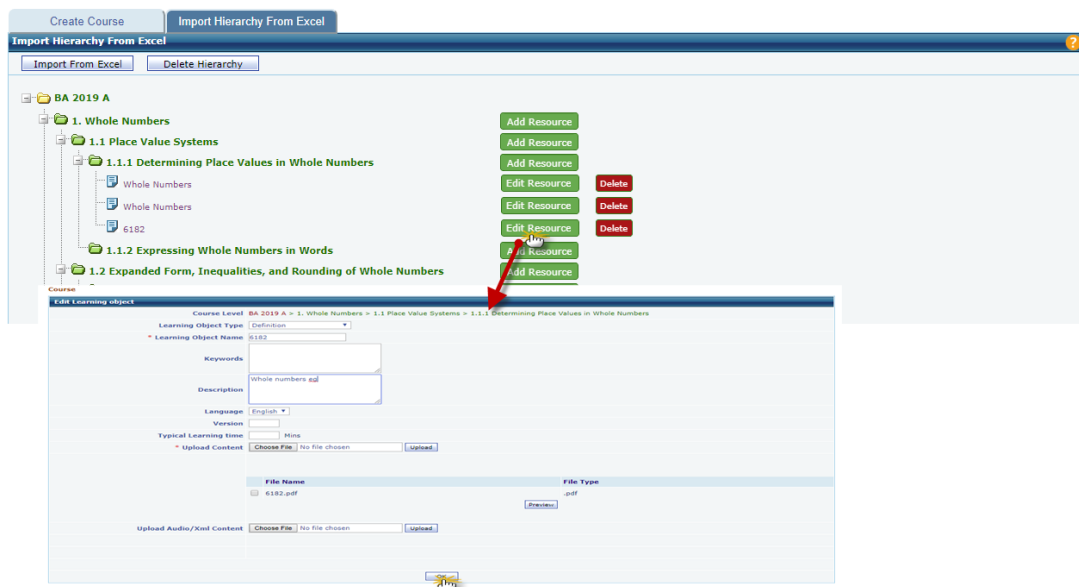 Create Course Import Hierarchy From Excel
Import Hierarchy From Excel ?
Import From Excel Delete Hierarchy
BA 2019 A
1. Whole Numbers Add Resource
1.1 Place Value Systems Add Resource
1.1.1 Determining Place Values in Whole Numbers Add Resource
Whole Numbers Edit Resource Delete
Whole Numbers Edit Resource Delete
6182 Edit Resource Delete
1.1.2 Expressing Whole Numbers in Words Add Resource
1.2 Expanded Form, Inequalities, and Rounding of Whole Numbers Add Resource
Course
Edit Learning object
Course Level BA 2019 A > 1. Whole Numbers > 1.1 Place Value Systems > 1.1.1 Determining Place Values in Whole Numbers
Learning Object Type Definition
* Learning Object Name 6182
Keywords
Whole numbers agl
Description
Language English
Version
Typical Learning time Mins
* Upload Content Choose File No file chosen Upload
File Name File Type
6182.pdf .pdf
Preview
Upload Audio/Xml Content Choose File No file chosen Upload